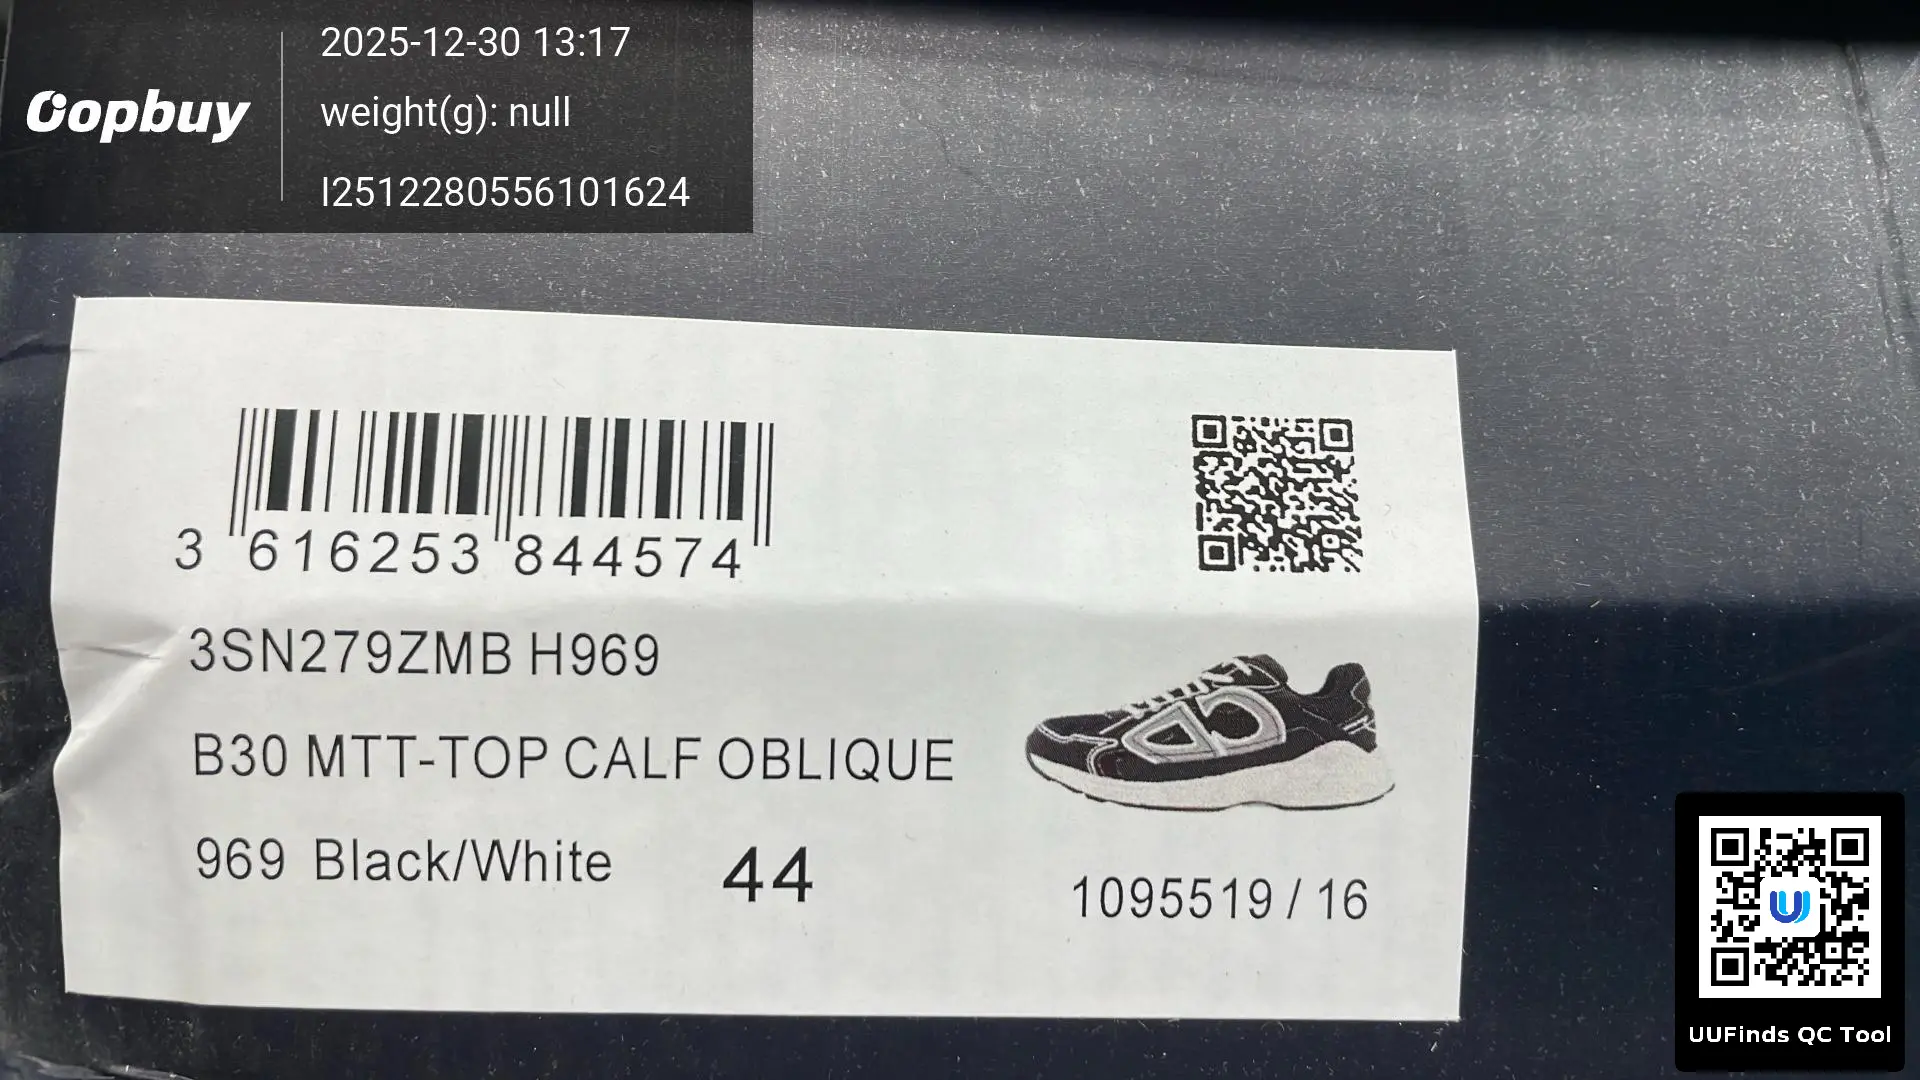 Oopbuy
2025-12-30 13:17
weight(g): null
I2512280556101624
3 616253 844574
3SN279ZMB H969
B30 MTT-TOP CALF OBLIQUE
969 Black/White 44
1095519 / 16
UUFinds QC Tool